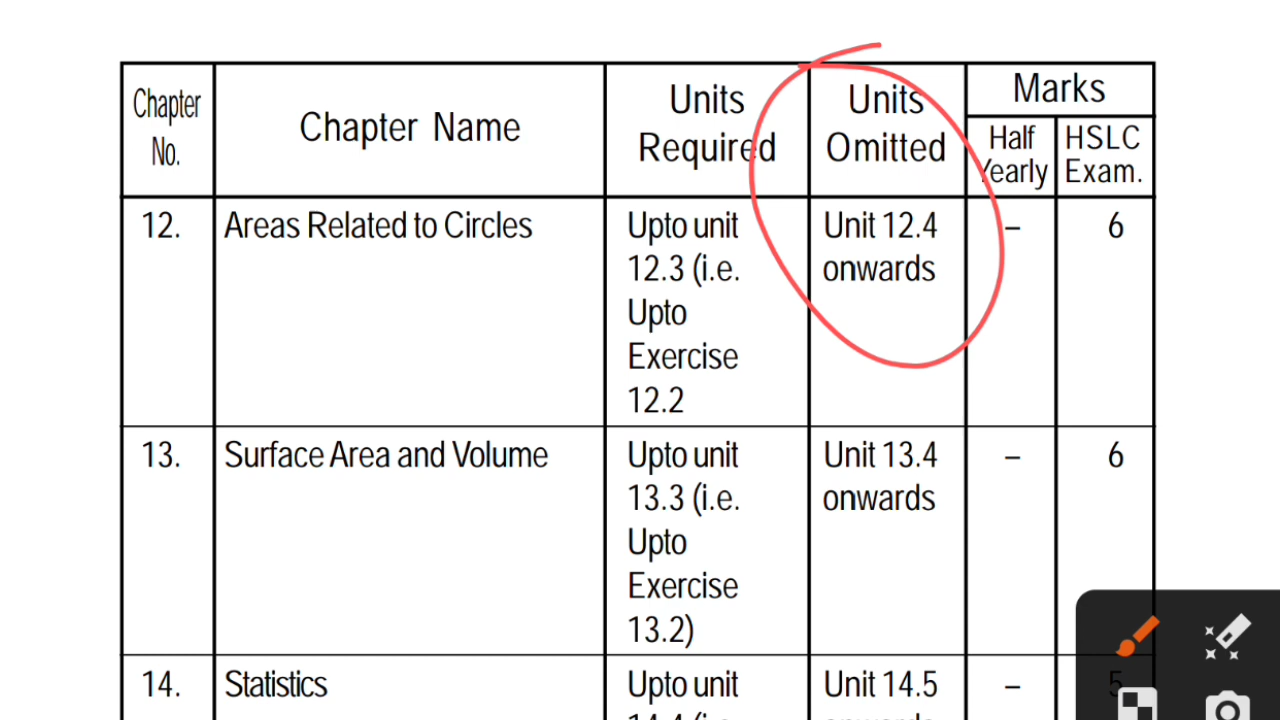 Chapter No. Chapter Name Units Required Units Omitted Marks
Half Yearly HSLC Exam.
12. Areas Related to Circles Upto unit Unit 12.4 – 6
12.3 (i.e. onwards
Upto
Exercise
12.2
13. Surface Area and Volume Upto unit Unit 13.4 – 6
13.3 (i.e. onwards
Upto
Exercise
13.2)
14. Statistics Upto unit Unit 14.5 – 5